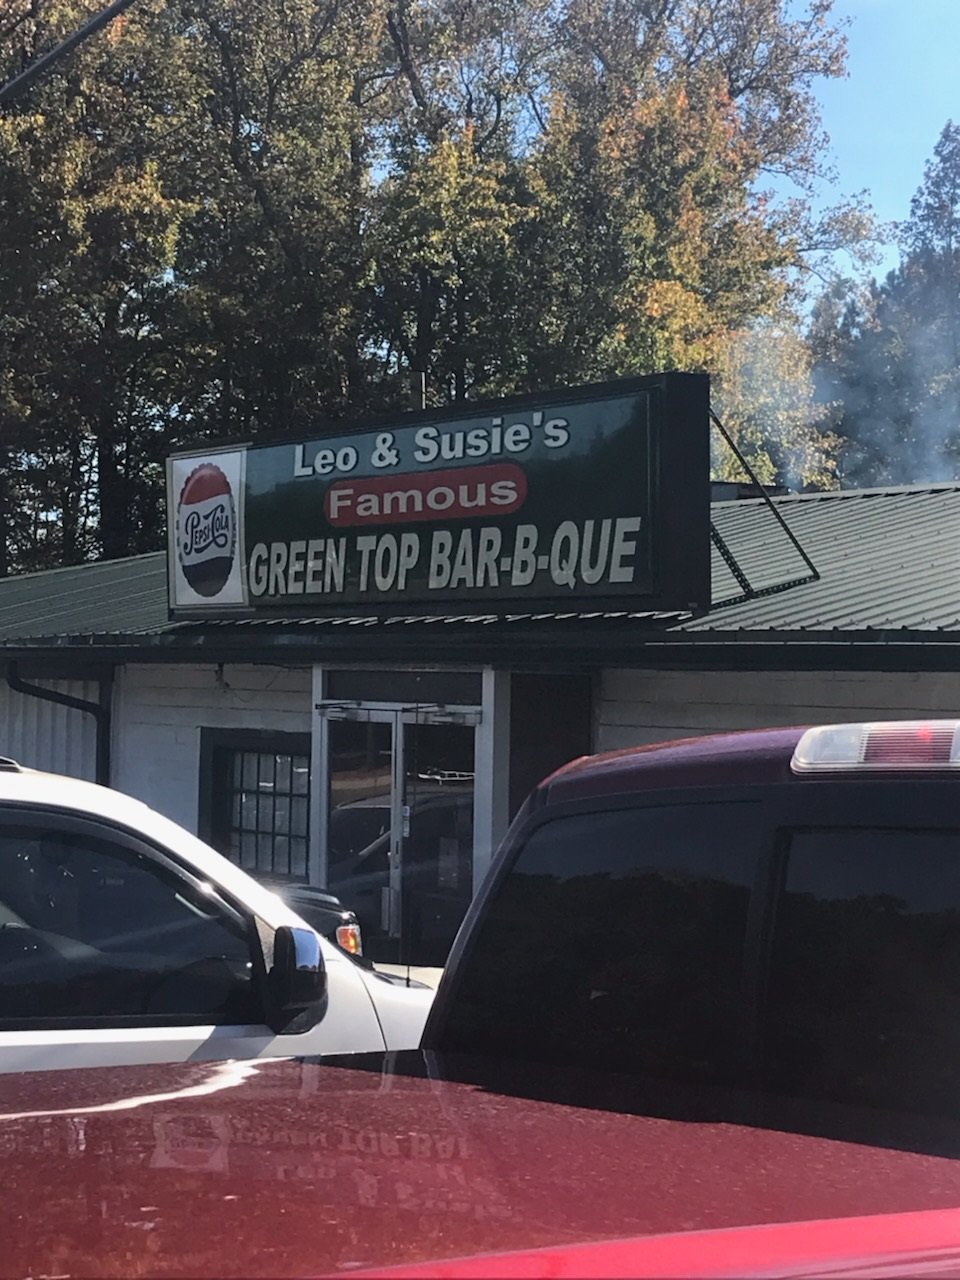 Leo & Susie's
Famous
PEPSI-COLA
GREEN TOP BAR-B-QUE